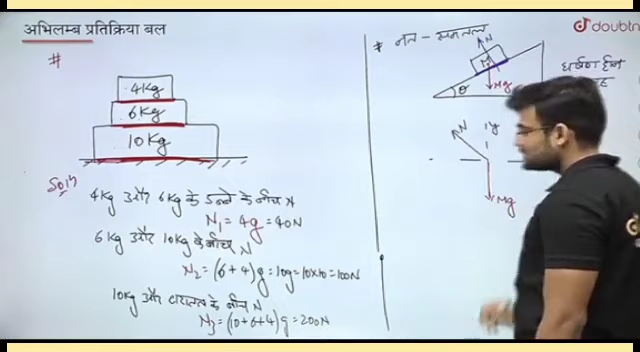 अभिलम्ब प्रतिक्रिया बल
#
4Kg
6Kg
10Kg
Solⁿ
4Kg और 6Kg के डिब्बे के बीच N
N₁ = 4g = 40N
6Kg और 10Kg के बीच N
N₂ = (6+4)g = 10g = 10×10 = 100N
10Kg और धरातल के बीच N
N₃ = (10+6+4)g = 200N
* नत - समतल
N
M
Mg
θ
घर्षण हीन
N
y
Mg
doubtn